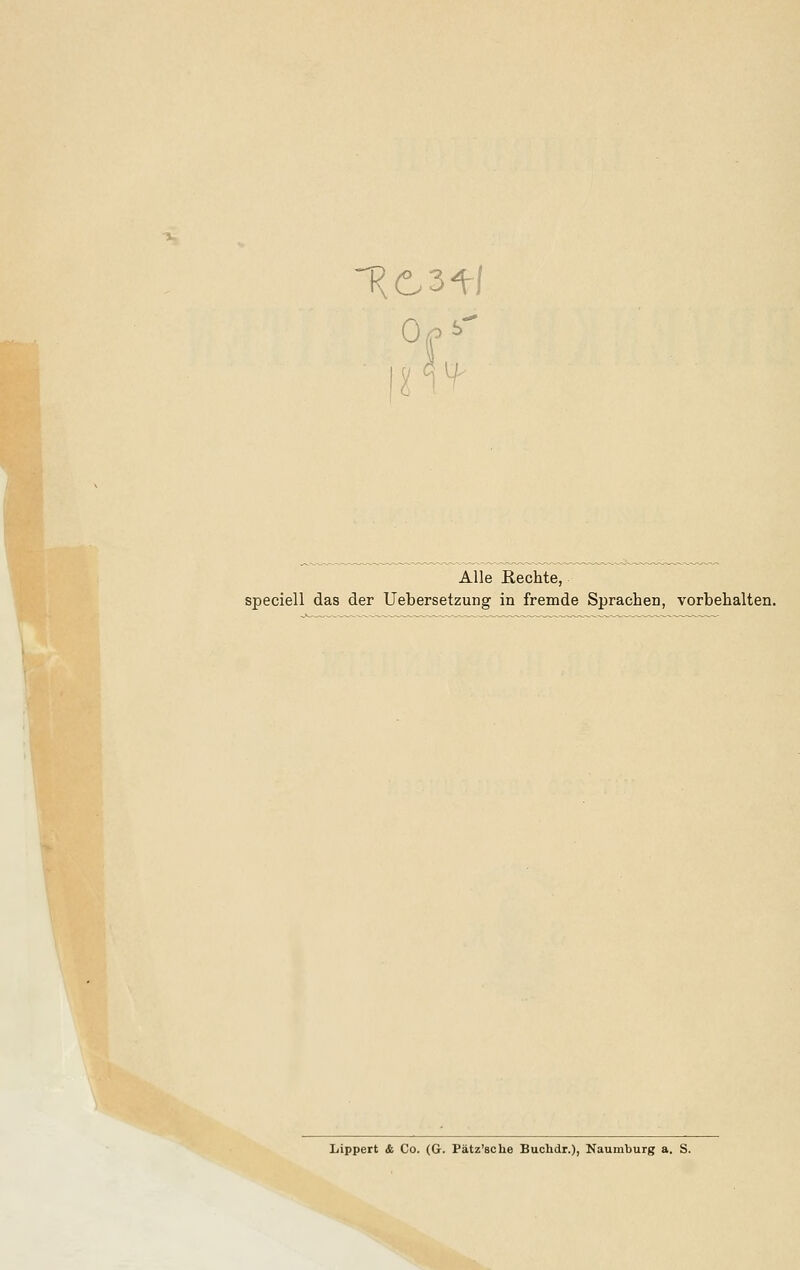 RC341
Op5
1894
Alle Rechte,
speciell das der Uebersetzung in fremde Sprachen, vorbehalten.
Lippert & Co. (G. Pätz'sche Buchdr.), Naumburg a. S.